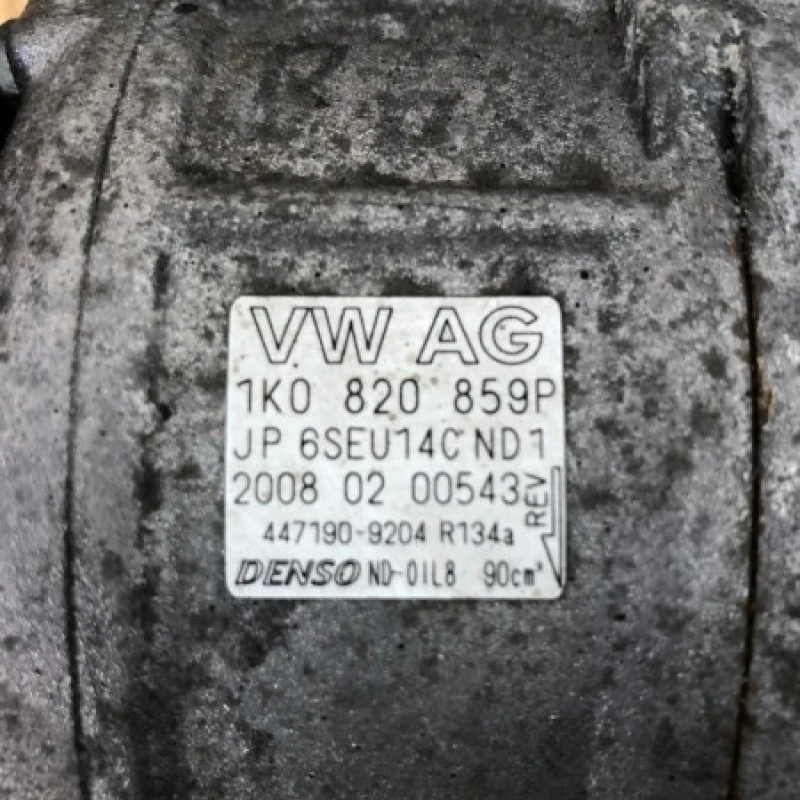 VW AG
1K0 820 859P
JP 6SEU14C ND1
2008 02 00543
REV
447190-9204 R134a
DENSO ND-OIL8 90cm³